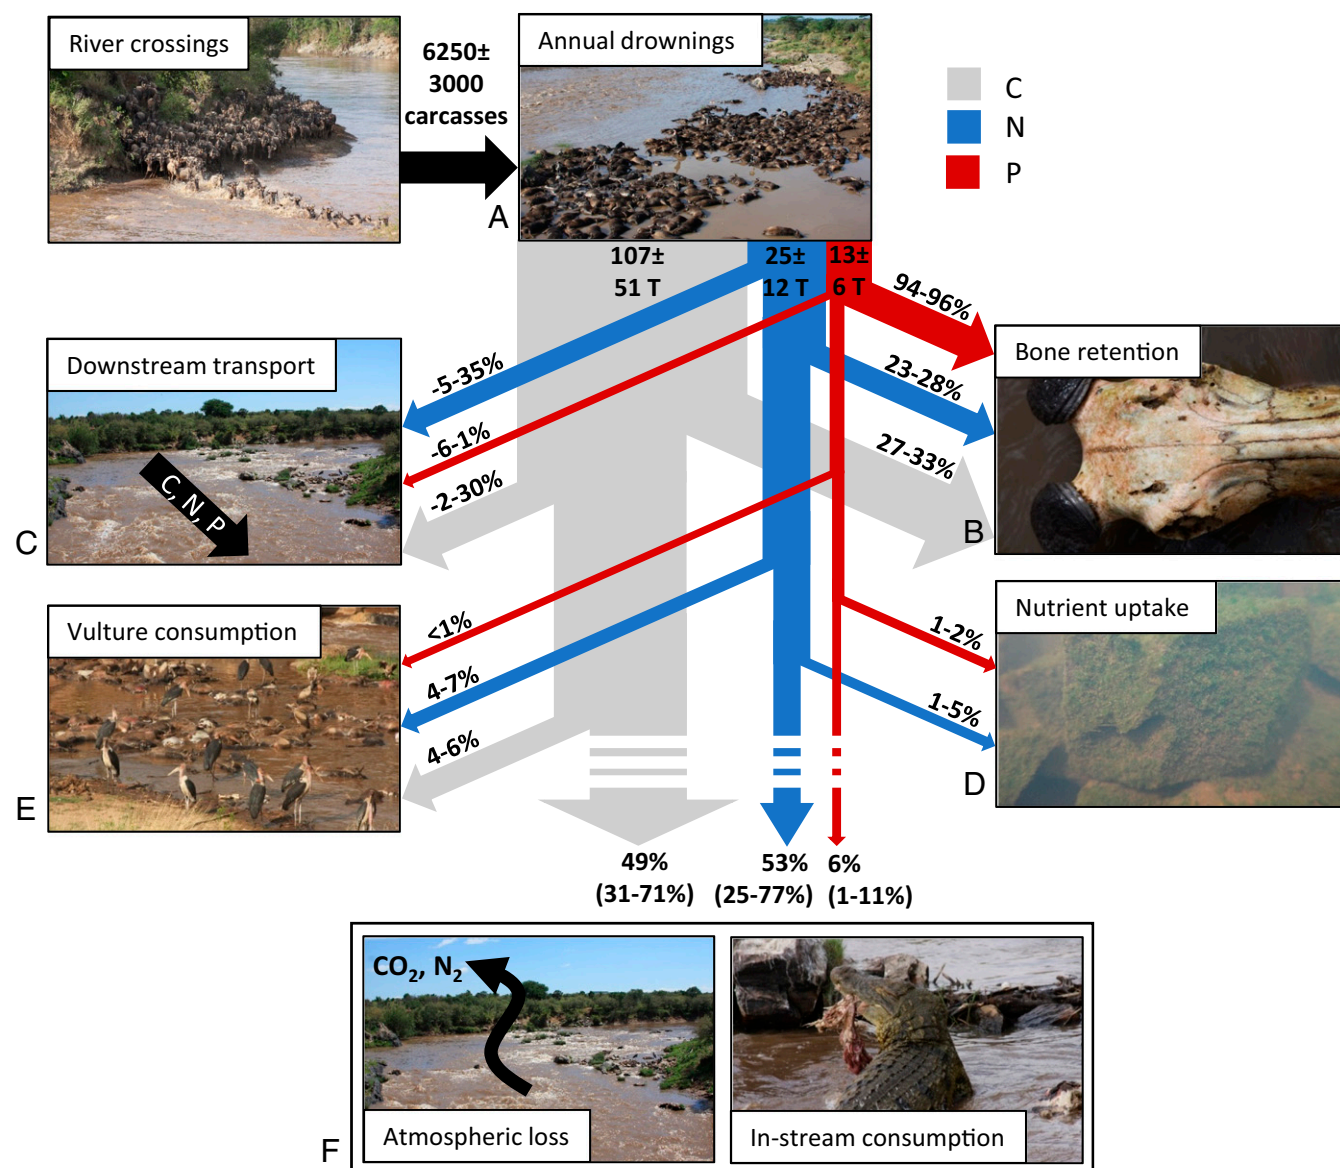 River crossings
6250±
3000
carcasses
Annual drownings
C
N
P
A
107±
51 T
25±
12 T
13±
6 T
94-96%
23-28%
27-33%
Bone retention
B
Downstream transport
-5-35%
-6-1%
-2-30%
C, N, P
C
Vulture consumption
<1%
4-7%
4-6%
E
Nutrient uptake
1-2%
1-5%
D
49%
(31-71%)
53%
(25-77%)
6%
(1-11%)
CO₂, N₂
Atmospheric loss
In-stream consumption
F